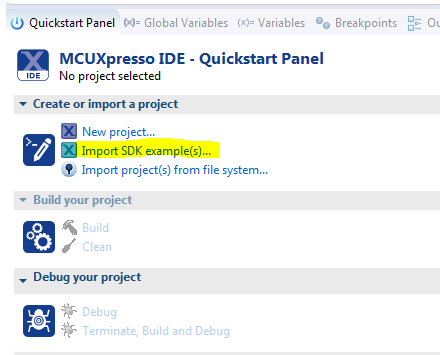 Quickstart Panel (x)= Global Variables (x)= Variables Breakpoints Ou
X
IDE
MCUXpresso IDE - Quickstart Panel
No project selected
Create or import a project
New project...
Import SDK example(s)...
Import project(s) from file system...
Build your project
Build
Clean
Debug your project
Debug
Terminate, Build and Debug